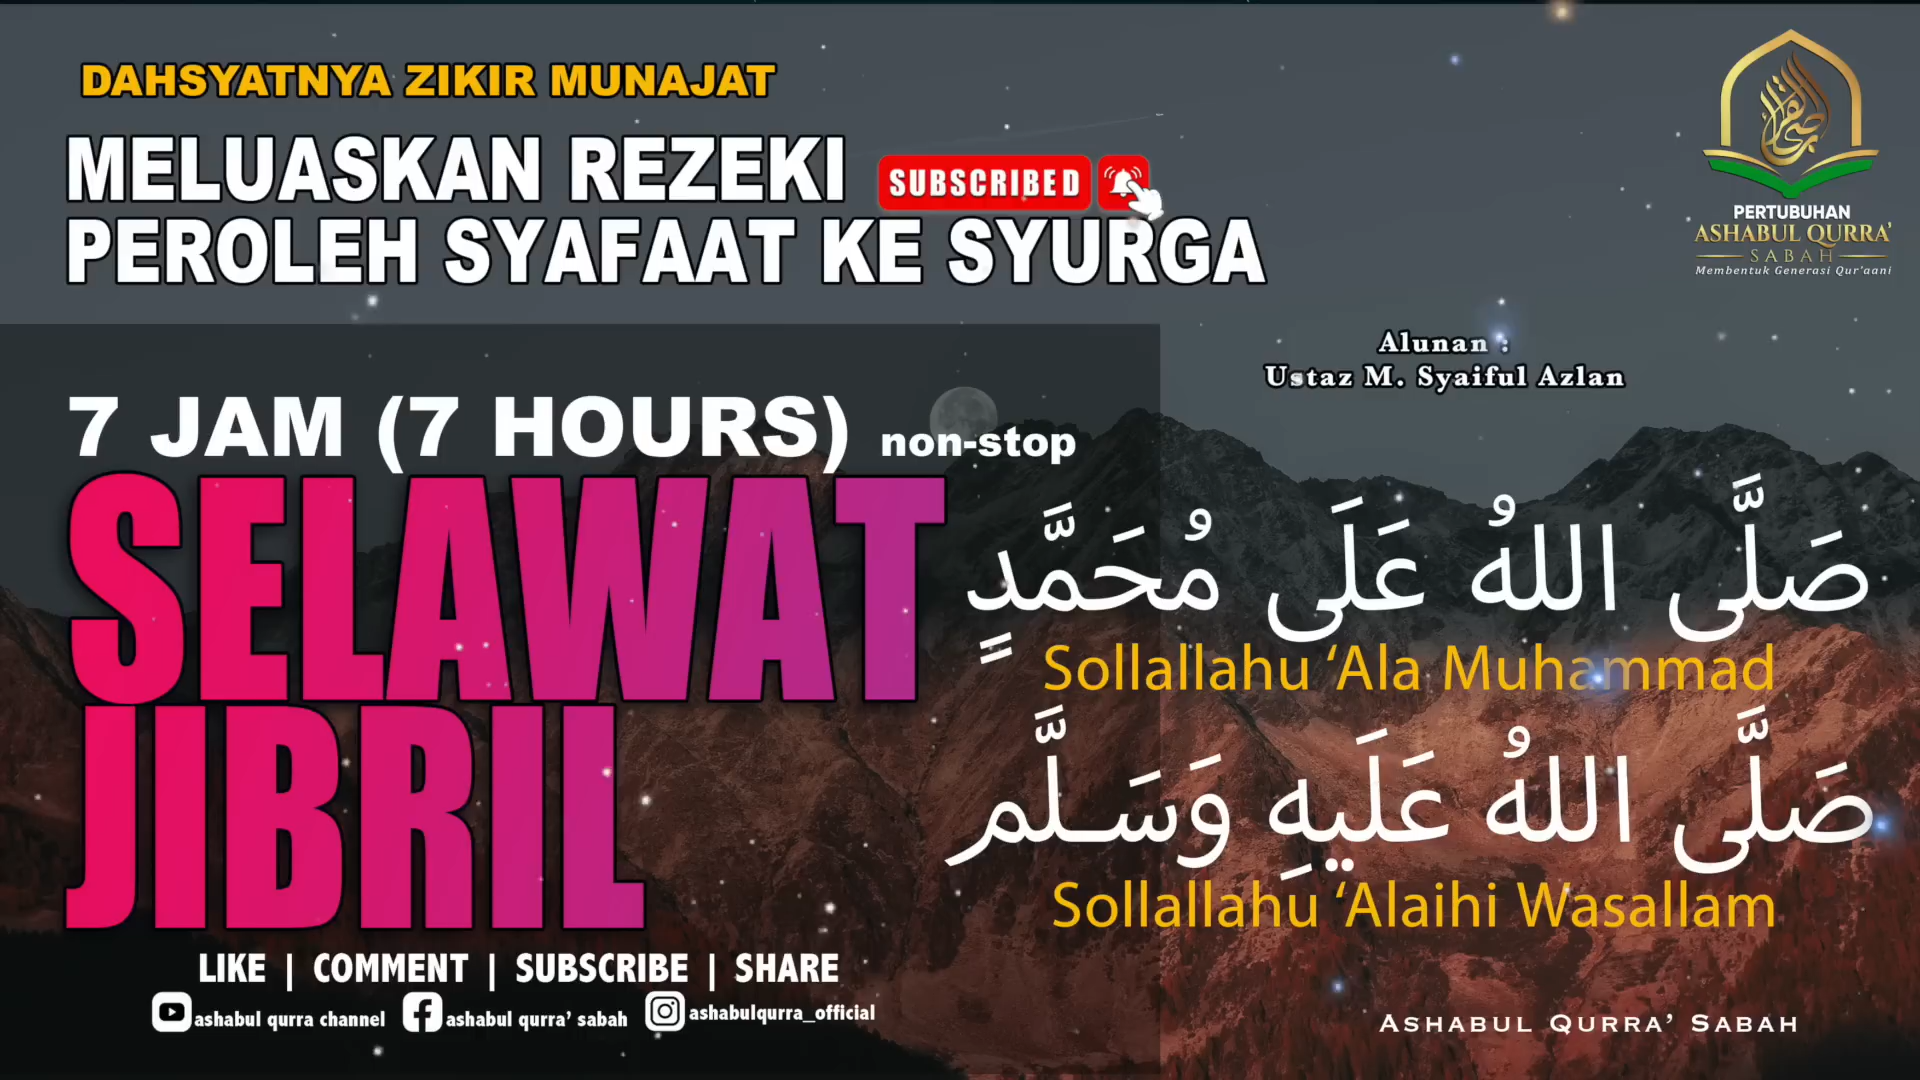 DAHSYATNYA ZIKIR MUNAJAT
MELUASKAN REZEKI
SUBSCRIBED
PEROLEH SYAFAAT KE SYURGA
PERTUBUHAN
ASHABUL QURRA'
SABAH
Membentuk Generasi Qur'aani
Alunan :
Ustaz M. Syaiful Azlan
7 JAM (7 HOURS) non-stop
SELAWAT
JIBRIL
صَلَّى اللهُ عَلَى مُحَمَّدٍ
Sollallahu ‘Ala Muhammad
صَلَّى اللهُ عَلَيهِ وَسَلَّم
Sollallahu ‘Alaihi Wasallam
LIKE | COMMENT | SUBSCRIBE | SHARE
ashabul qurra channel ashabul qurra’ sabah ashabulqurra_official
ASHABUL QURRA’ SABAH